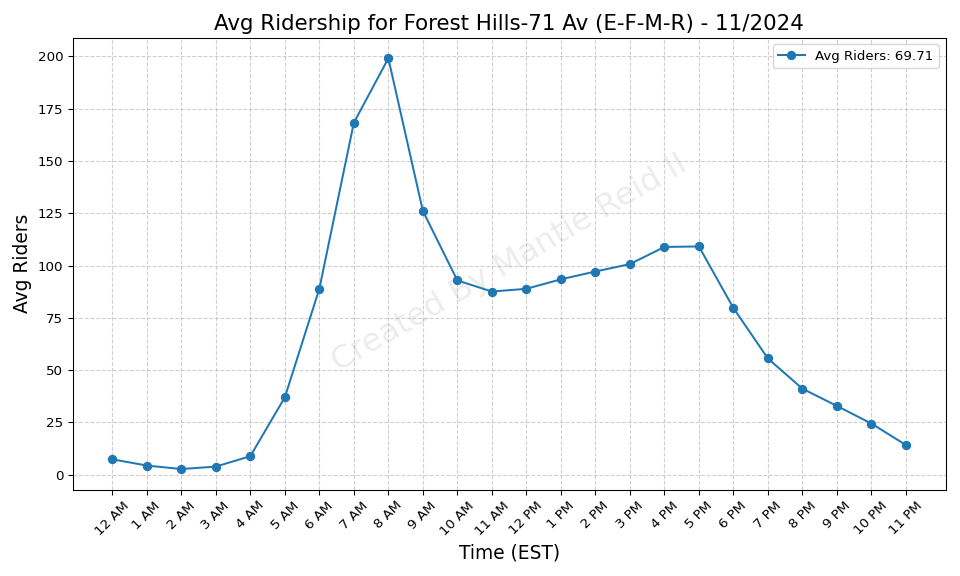 Avg Ridership for Forest Hills-71 Av (E-F-M-R) - 11/2024
Avg Riders: 69.71
200
175
150
125
100
75
50
25
0
Avg Riders
Created By Mantle Reid II
12 AM
1 AM
2 AM
3 AM
4 AM
5 AM
6 AM
7 AM
8 AM
9 AM
10 AM
11 AM
12 PM
1 PM
2 PM
3 PM
4 PM
5 PM
6 PM
7 PM
8 PM
9 PM
10 PM
11 PM
Time (EST)